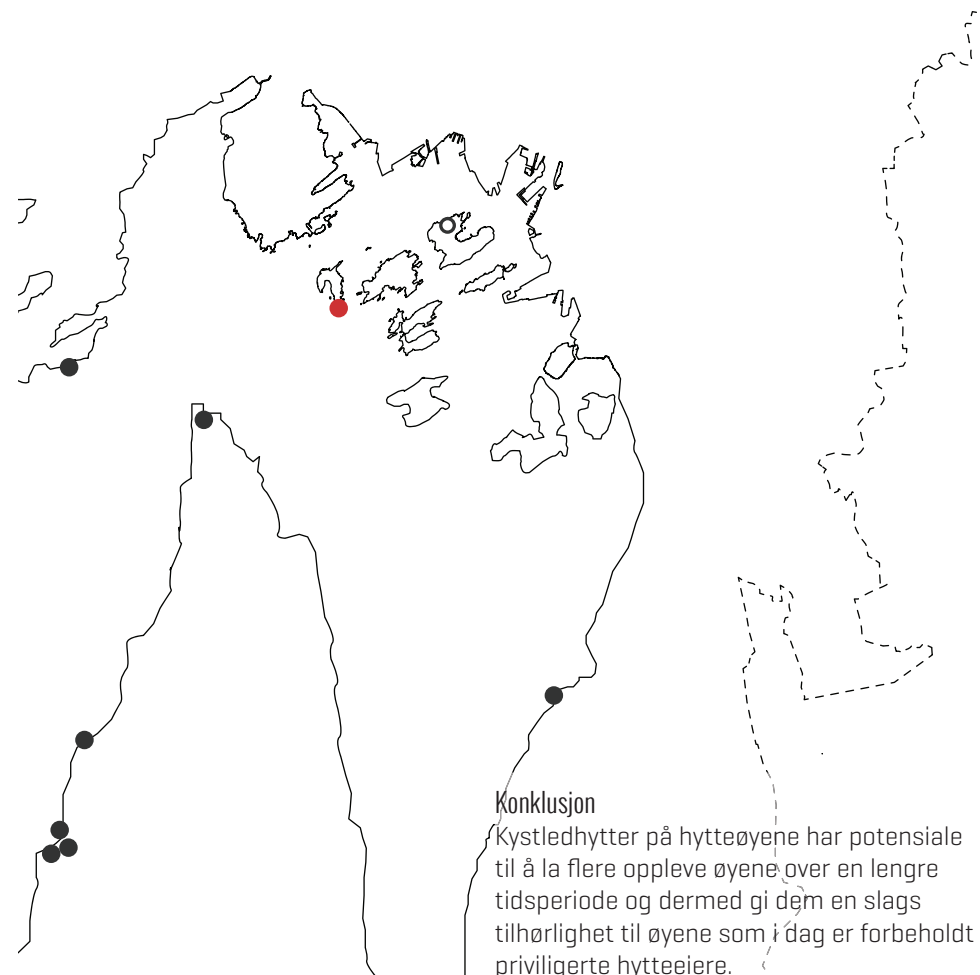 Konklusjon
Kystledhytter på hytteøyene har potensiale
til å la flere oppleve øyene over en lengre
tidsperiode og dermed gi dem en slags
tilhørlighet til øyene som i dag er forbeholdt
priviligerte hytteeiere.